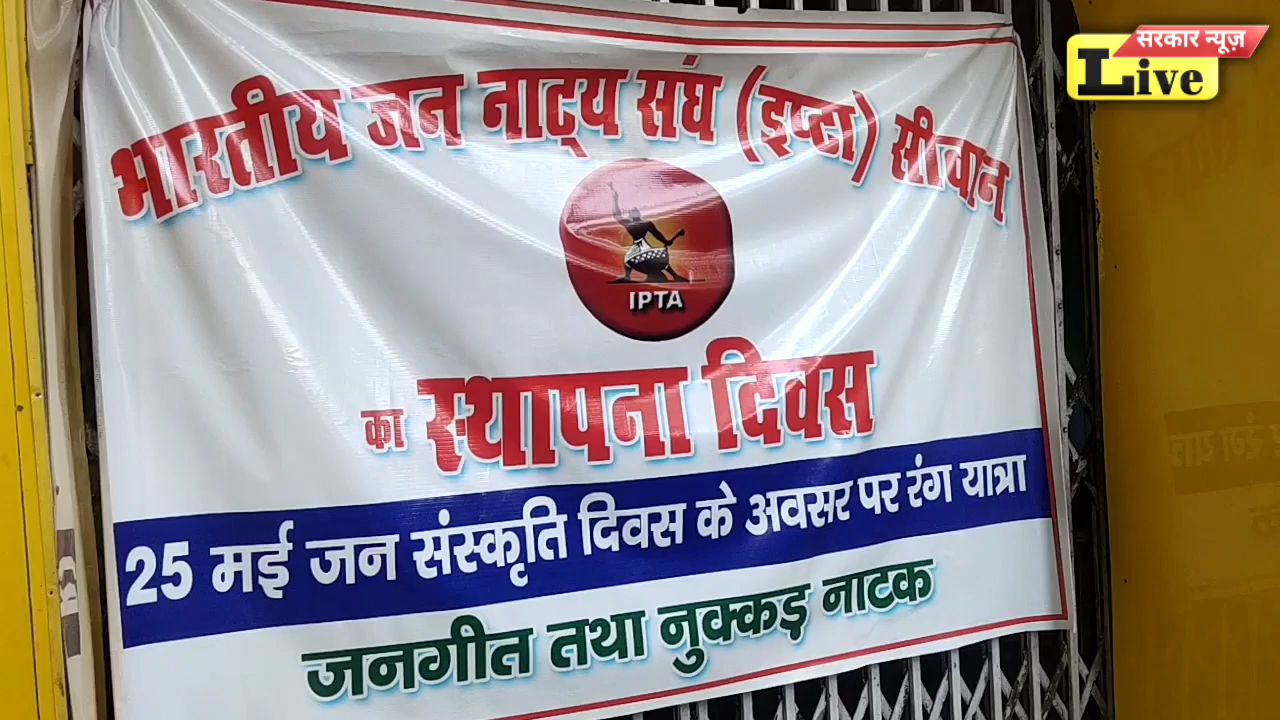 सरकार न्यूज़
Live
भारतीय जन नाट्य संघ (इप्टा) सीवान
IPTA
का स्थापना दिवस
25 मई जन संस्कृति दिवस के अवसर पर रंग यात्रा
जनगीत तथा नुक्कड़ नाटक